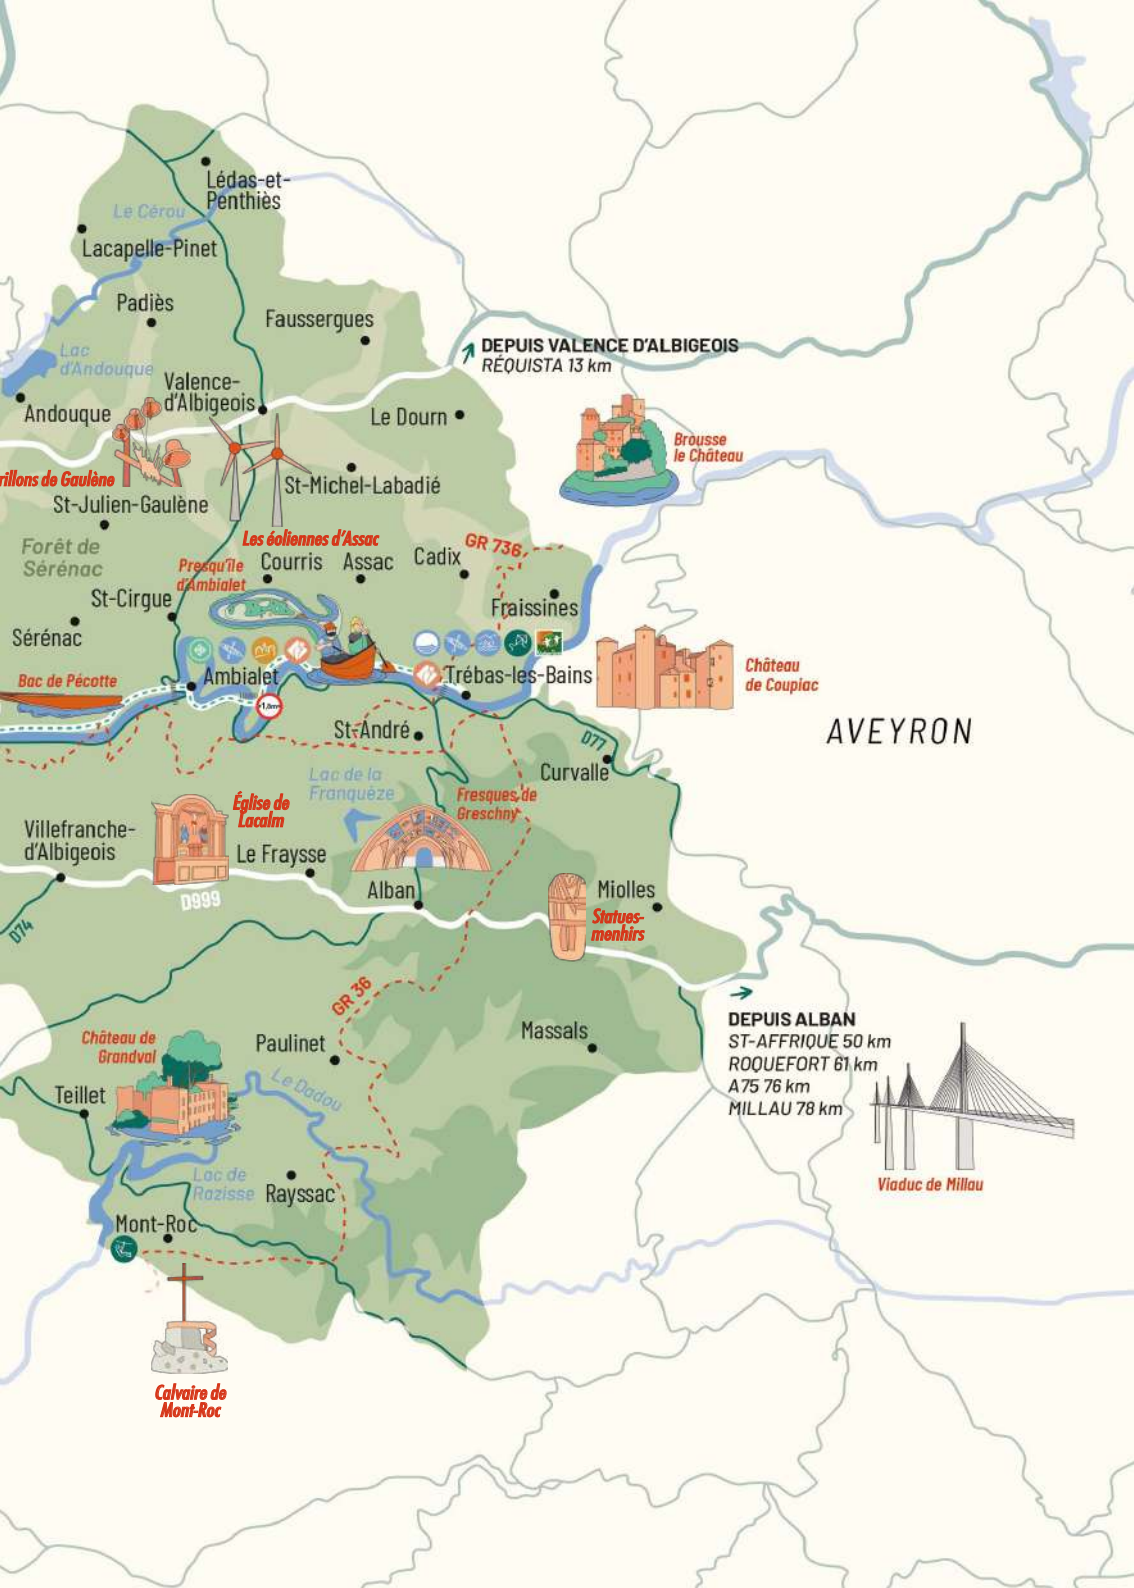 Lédas-et-
Penthiès
Le Cérou
Lacapelle-Pinet
Padiès
Faussergues
DEPUIS VALENCE D'ALBIGEOIS
RÉQUISTA 13 km
Lac
d'Andouque
Valence-
d'Albigeois
Andouque
Le Dourn
Brousse
le Château
rillons de Gaulène
St-Michel-Labadié
St-Julien-Gaulène
Les éoliennes d'Assac
GR 736
Forêt de
Sérénac
Presqu'île
d'Ambialet
Courris
Assac
Cadix
St-Cirgue
Fraissines
Sérénac
Bac de Pécotte
Ambialet
Trébas-les-Bains
Château
de Coupiac
1,8m
St-André
D77
AVEYRON
Curvalle
Lac de la
Franquèze
Fresques de
Greschny
Église de
Lacalm
Villefranche-
d'Albigeois
Le Fraysse
Alban
Miolles
D999
Statues-
menhirs
D74
GR 36
DEPUIS ALBAN
ST-AFFRIQUE 50 km
ROQUEFORT 61 km
A75 76 km
MILLAU 78 km
Château de
Grandval
Paulinet
Massals
Le Dadou
Teillet
Lac de
Razisse
Rayssac
Viaduc de Millau
Mont-Roc
Calvaire de
Mont-Roc